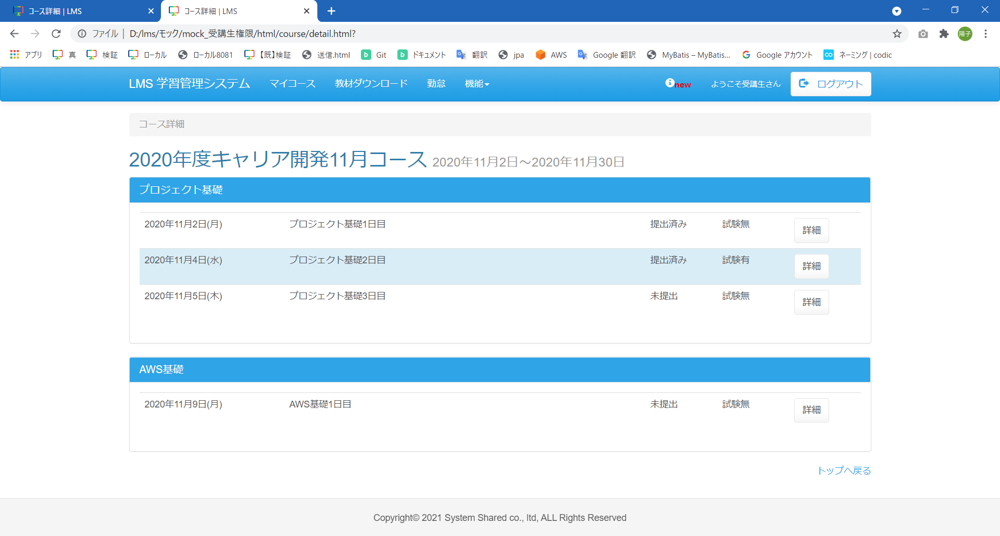 コース詳細 | LMS
コース詳細 | LMS
ファイル | D:/lms/モック/mock_受講生権限/html/course/detail.html?
陽子
アプリ 真 検証 ローカル ローカル8081 【既】検証 送信.html Git ドキュメント 翻訳 jpa AWS Google 翻訳 MyBatis – MyBatis... Google アカウント ネーミング | codic
LMS 学習管理システム マイコース 教材ダウンロード 勤怠 機能 new ようこそ受講生さん ログアウト
コース詳細
2020年度キャリア開発11月コース 2020年11月2日～2020年11月30日
プロジェクト基礎
2020年11月2日(月) プロジェクト基礎1日目 提出済み 試験無 詳細
2020年11月4日(水) プロジェクト基礎2日目 提出済み 試験有 詳細
2020年11月5日(木) プロジェクト基礎3日目 未提出 試験無 詳細
AWS基礎
2020年11月9日(月) AWS基礎1日目 未提出 試験無 詳細
トップへ戻る
Copyright© 2021 System Shared co., ltd, ALL Rights Reserved